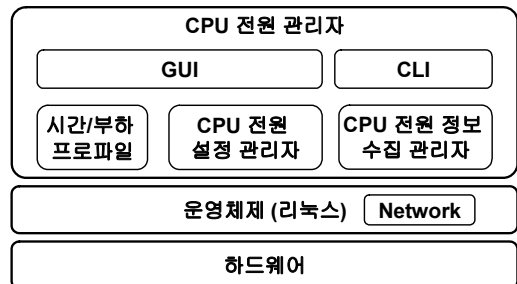 CPU 전원 관리자
GUI
CLI
시간/부하
프로파일
CPU 전원
설정 관리자
CPU 전원 정보
수집 관리자
운영체제 (리눅스)
Network
하드웨어